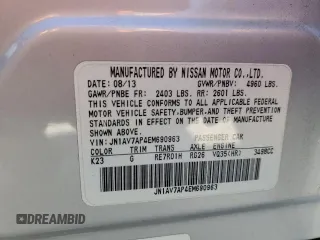 MANUFACTURED BY NISSAN MOTOR CO., LTD.
DATE: 08/13 GVWR/PNBV: 4960 LBS.
GAWR/PNBE FR: 2403 LBS. RR: 2601 LBS.
THIS VEHICLE CONFORMS TO ALL APPLICABLE FEDERAL
MOTOR VEHICLE SAFETY, BUMPER, AND THEFT PREVENTION
STANDARDS IN EFFECT ON THE DATE OF MANUFACTURE
SHOWN ABOVE.
VIN: JN1AV7AP4EM690963 PASSENGER CAR
COLOR TRIM TRANS AXLE ENGINE
K23 G RE7R01H RG26 VQ35(HR) 3498CC
JN1AV7AP4EM690963
DREAMBID
DREAMBID